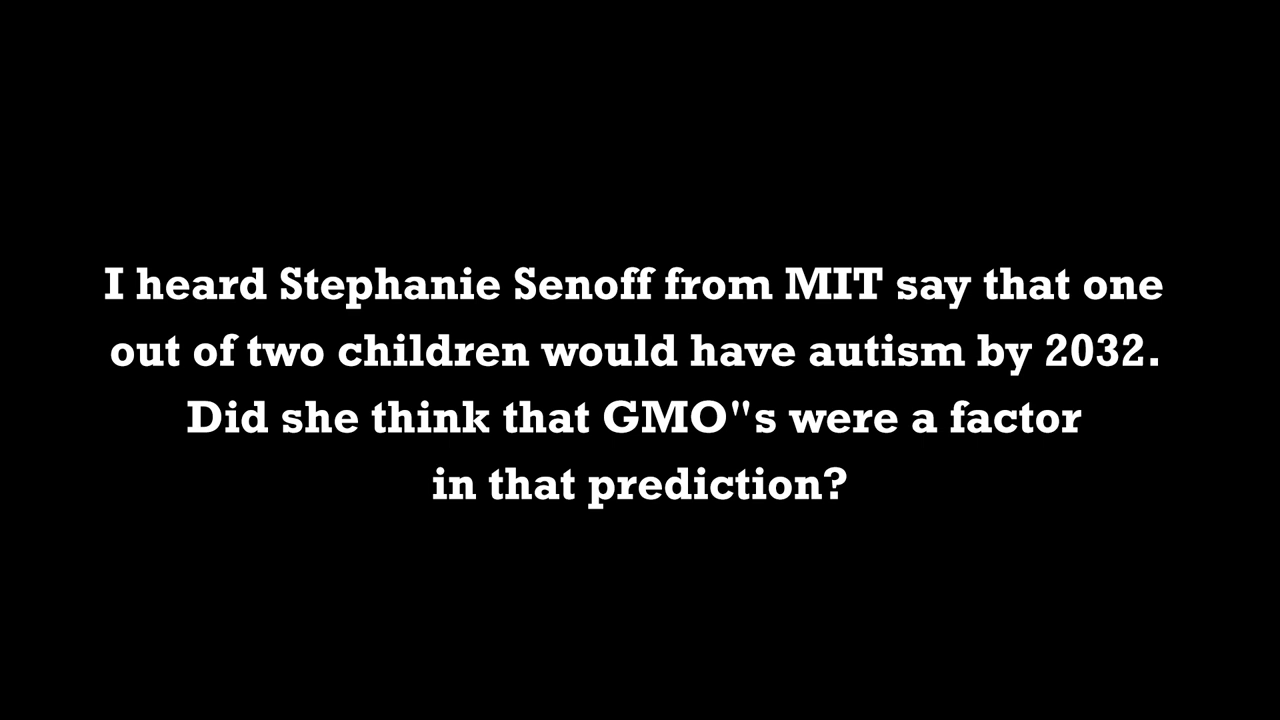 I heard Stephanie Senoff from MIT say that one
out of two children would have autism by 2032.
Did she think that GMO"s were a factor
in that prediction?